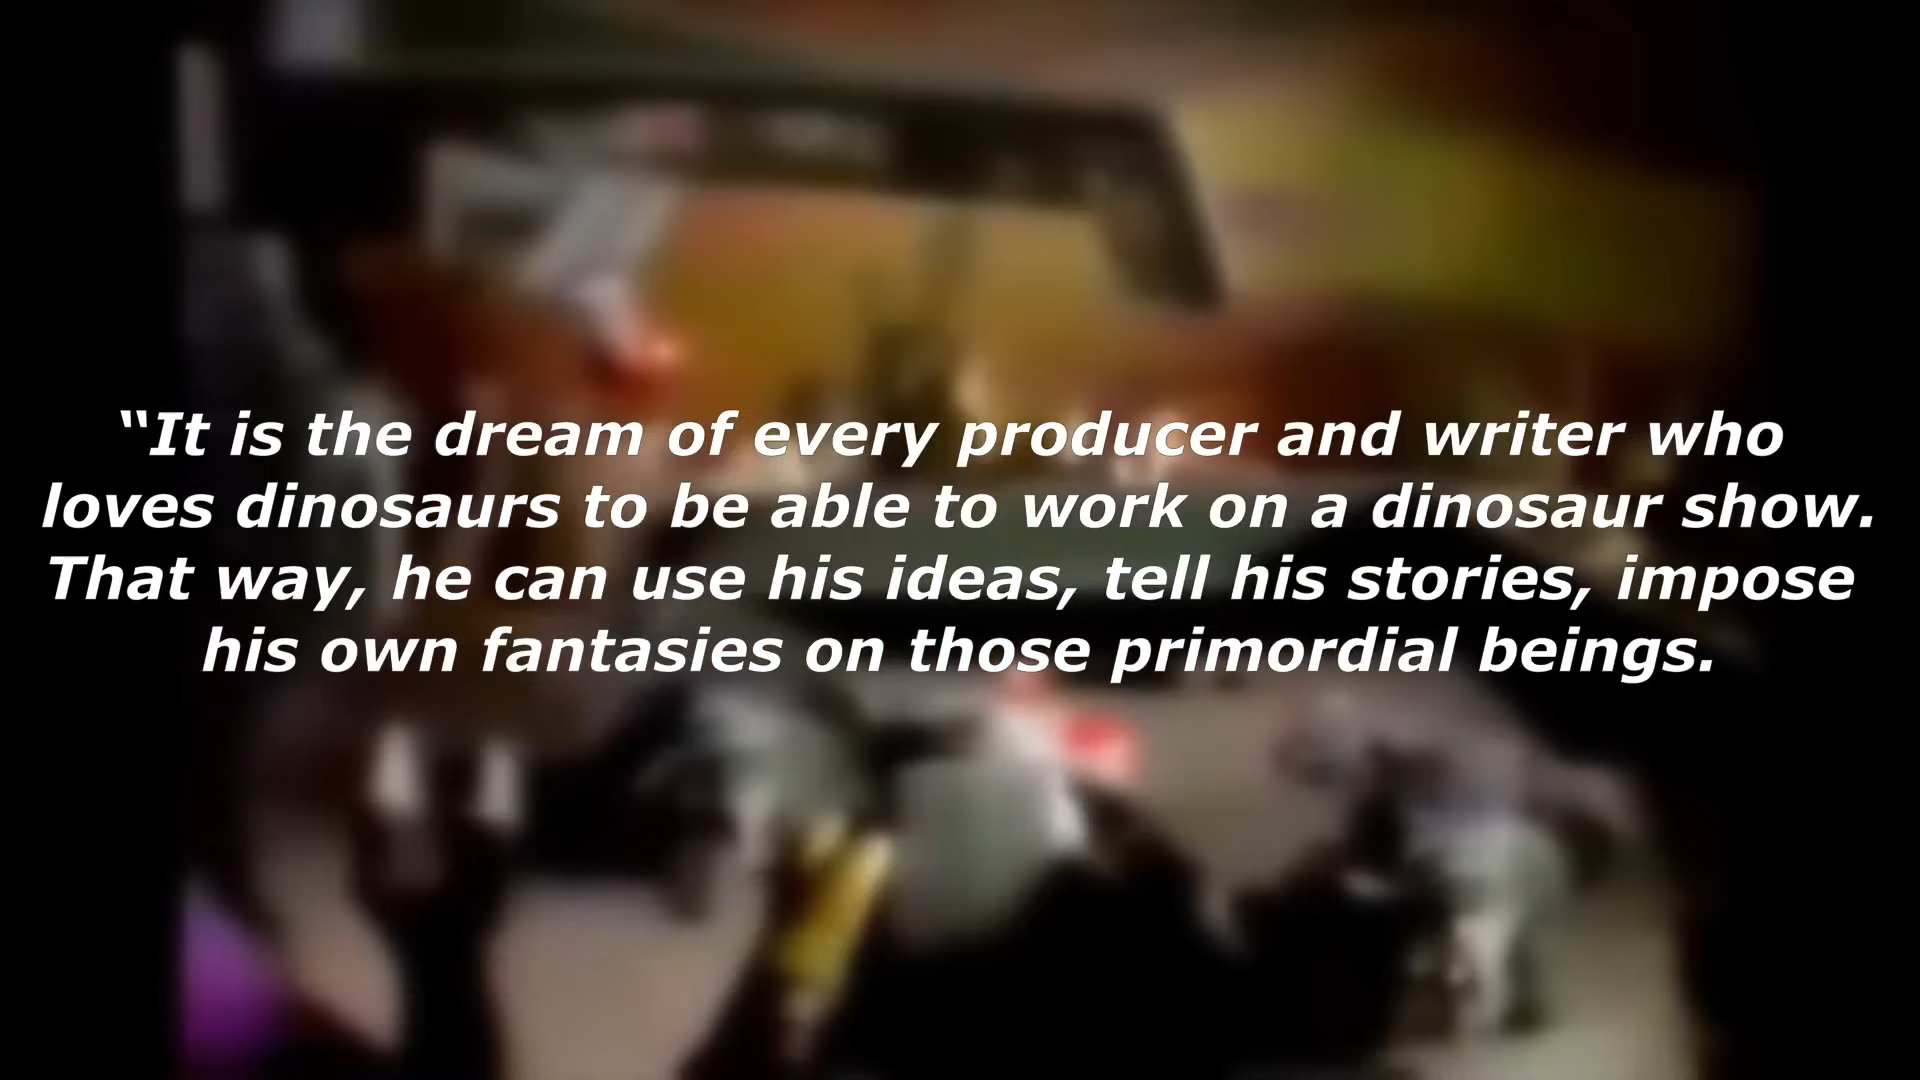 “It is the dream of every producer and writer who
loves dinosaurs to be able to work on a dinosaur show.
That way, he can use his ideas, tell his stories, impose
his own fantasies on those primordial beings.